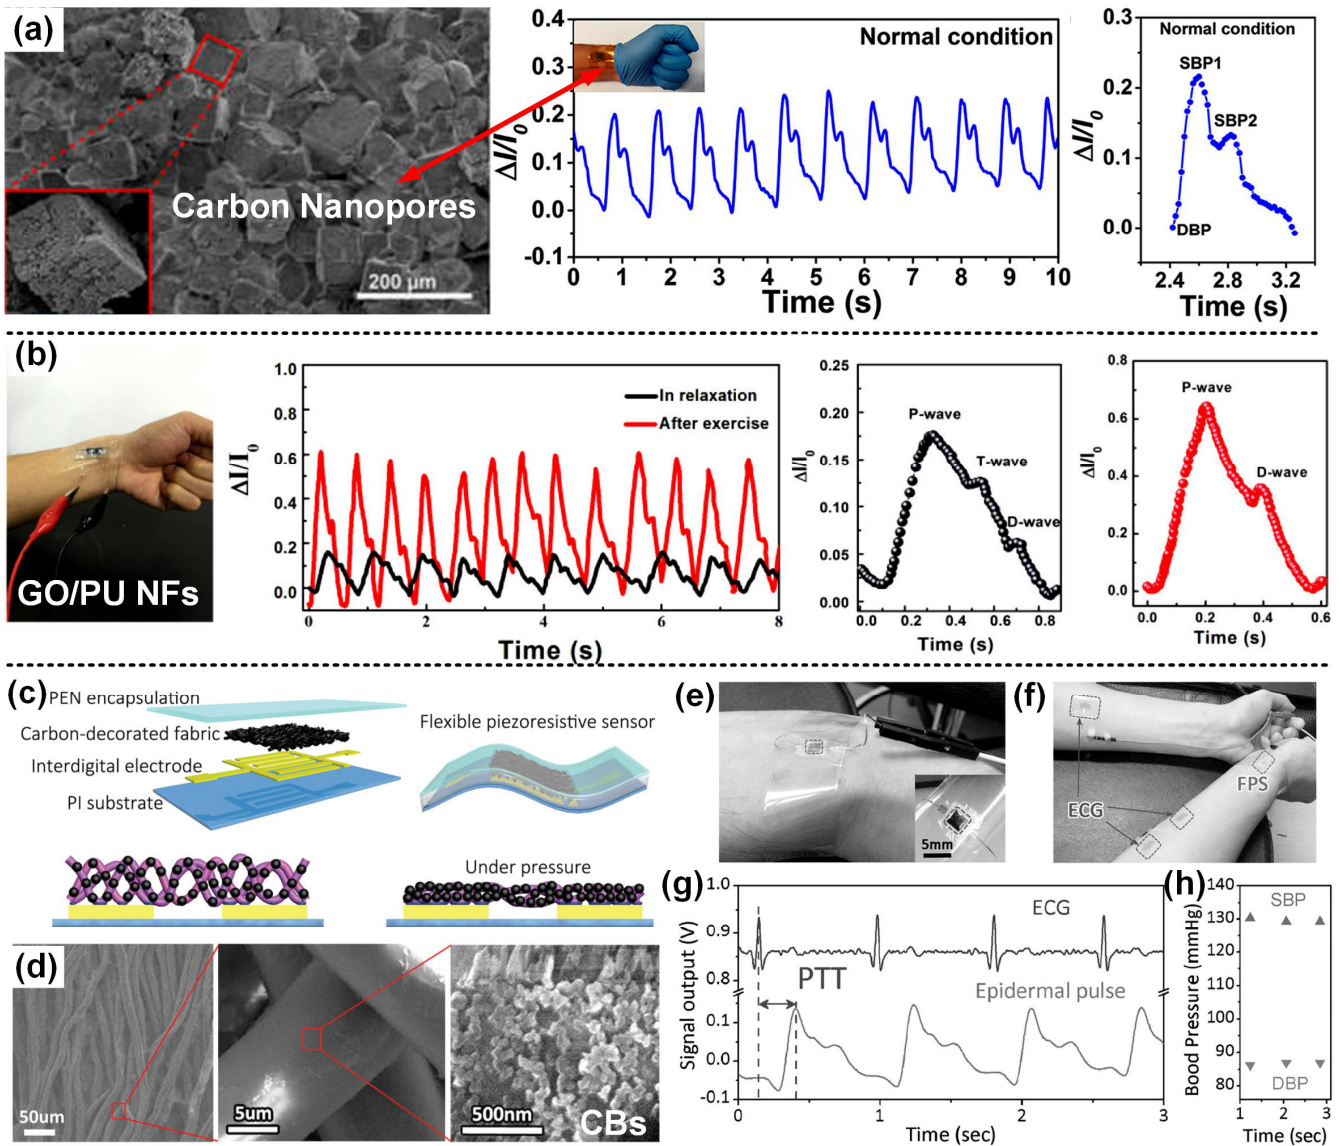 (a)
Carbon Nanopores
200 μm
0.4
0.3
0.2
0.1
0.0
-0.1
ΔI/I0
Normal condition
0 1 2 3 4 5 6 7 8 9 10
Time (s)
0.3
0.2
0.1
0.0
ΔI/I0
Normal condition
SBP1
SBP2
DBP
2.4 2.8 3.2
Time (s)
(b)
GO/PU NFs
1.0
0.8
0.6
0.4
0.2
0.0
ΔI/I0
In relaxation
After exercise
0 2 4 6 8
Time (s)
0.25
0.20
0.15
0.10
0.05
0.00
ΔI/I0
P-wave
T-wave
D-wave
0.0 0.2 0.4 0.6 0.8
Time (s)
0.8
0.6
0.4
0.2
0.0
ΔI/I0
P-wave
D-wave
0.0 0.2 0.4 0.6
Time (s)
(c)
PEN encapsulation
Carbon-decorated fabric
Interdigital electrode
PI substrate
Flexible piezoresistive sensor
Under pressure
(d)
50um
5um
500nm
CBs
(e)
5mm
(f)
ECG
FPS
(g)
1.0
0.9
0.8
0.1
0.0
-0.1
Signal output (V)
ECG
PTT
Epidermal pulse
0 1 2 3
Time (sec)
(h)
140
130
120
100
90
80
Bood Pressure (mmHg)
SBP
DBP
1 2 3
Time (sec)